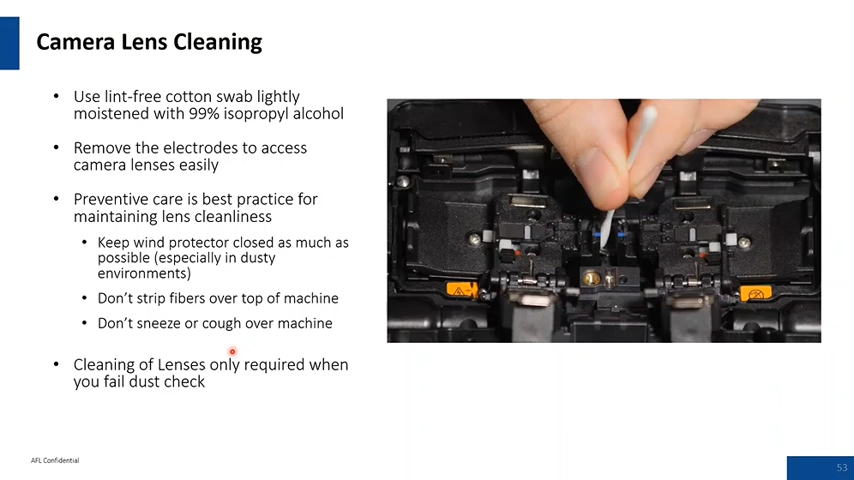 Camera Lens Cleaning
• Use lint-free cotton swab lightly
moistened with 99% isopropyl alcohol
• Remove the electrodes to access
camera lenses easily
• Preventive care is best practice for
maintaining lens cleanliness
• Keep wind protector closed as much as
possible (especially in dusty
environments)
• Don't strip fibers over top of machine
• Don't sneeze or cough over machine
• Cleaning of Lenses only required when
you fail dust check
AFL Confidential
53